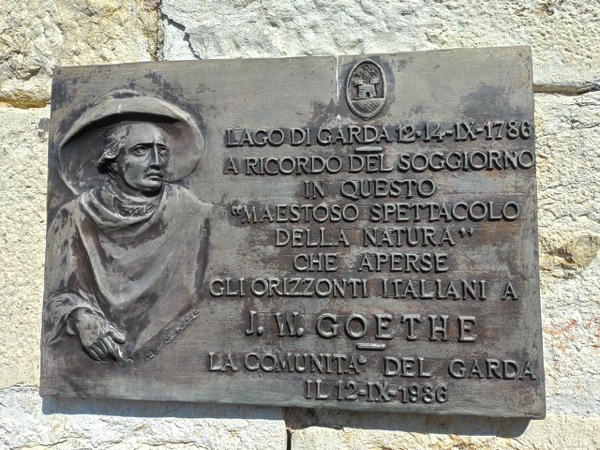 LAGO DI GARDA 12-14-IX-1786
A RICORDO DEL SOGGIORNO
IN QUESTO
"MAESTOSO SPETTACOLO
DELLA NATURA"
CHE APERSE
GLI ORIZZONTI ITALIANI A
J. W. GOETHE
LA COMUNITA' DEL GARDA
IL 12-IX-1986